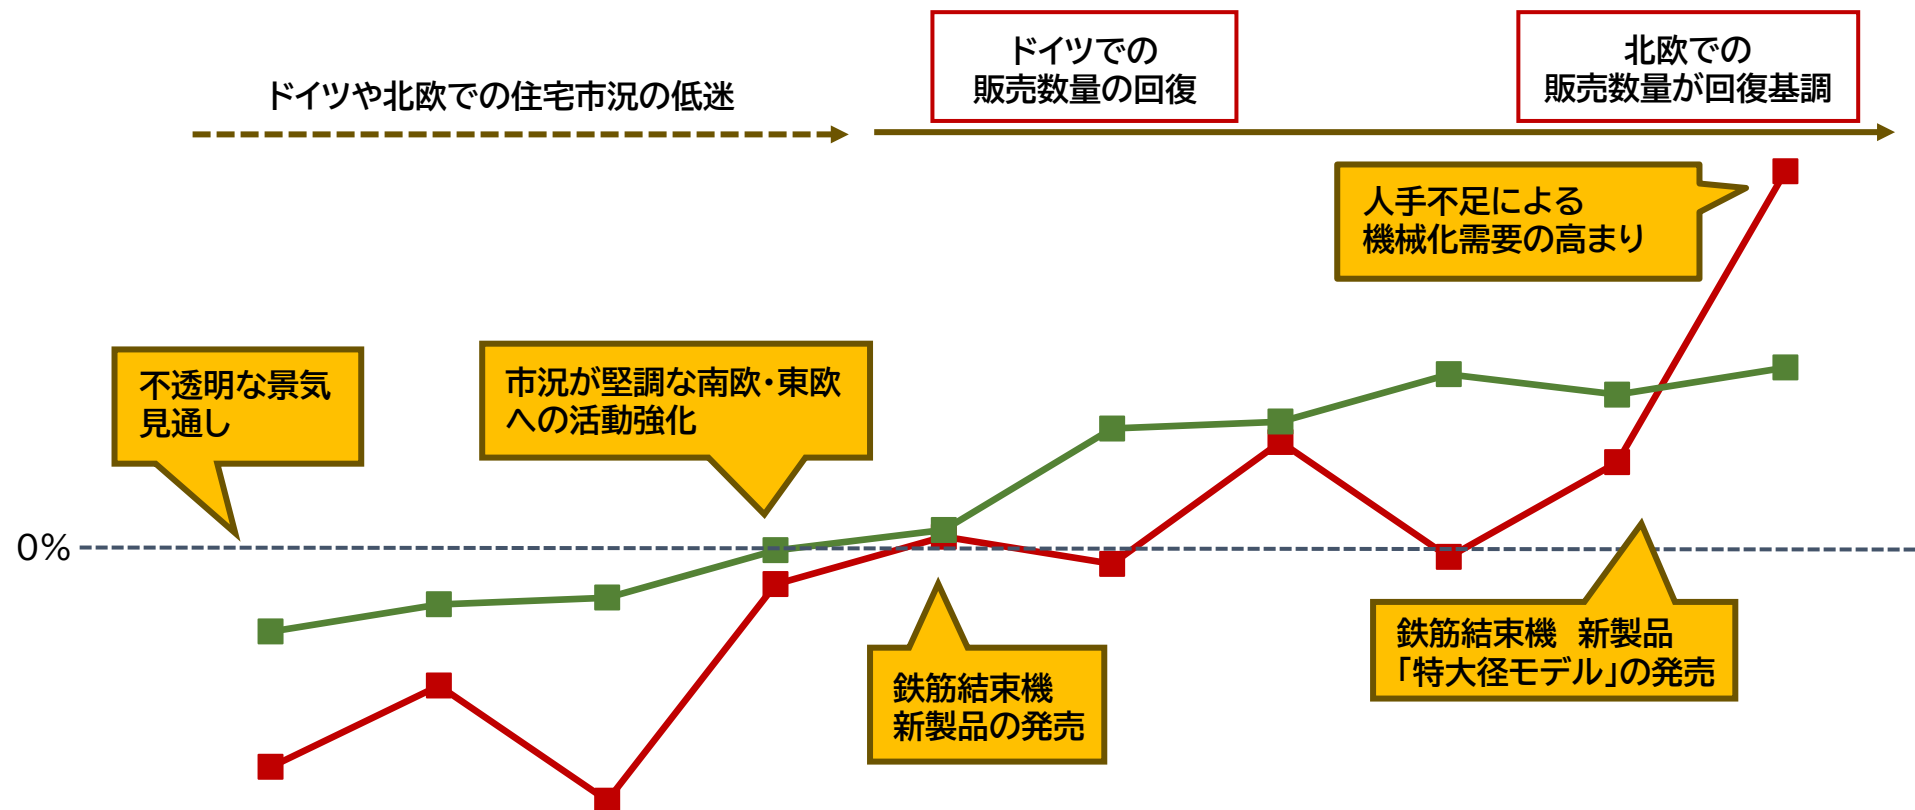 ドイツや北欧での住宅市況の低迷
ドイツでの
販売数量の回復
北欧での
販売数量が回復基調
人手不足による
機械化需要の高まり
不透明な景気
見通し
市況が堅調な南欧・東欧
への活動強化
0%
鉄筋結束機
新製品の発売
鉄筋結束機　新製品
「特大径モデル」の発売